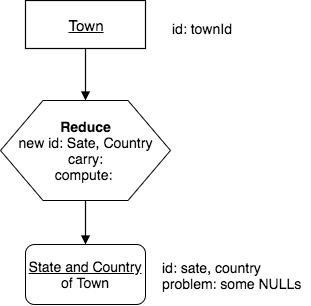 Town
id: townId
Reduce
new id: Sate, Country
carry:
compute:
State and Country
of Town
id: sate, country
problem: some NULLs